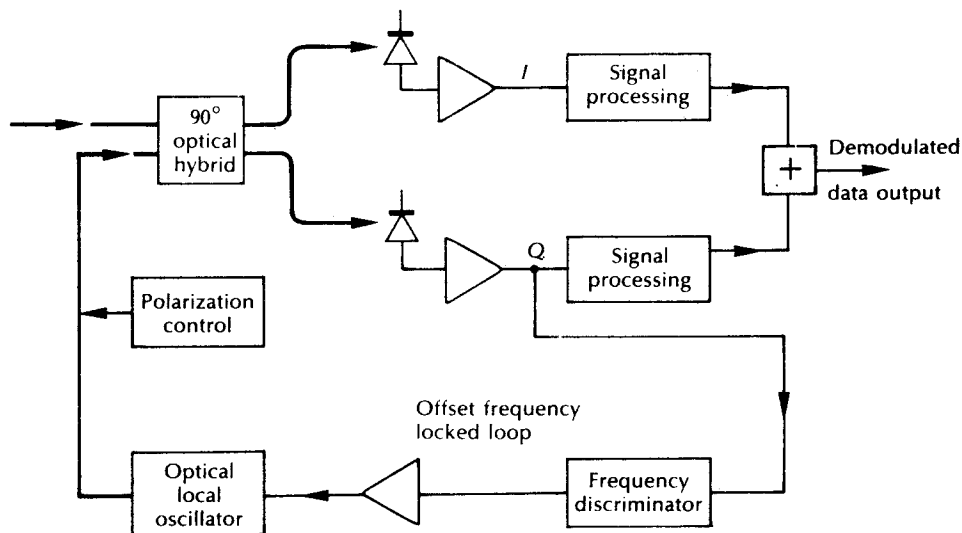 90°
optical
hybrid
I
Signal
processing
+
Demodulated
data output
Q
Signal
processing
Polarization
control
Offset frequency
locked loop
Optical
local
oscillator
Frequency
discriminator